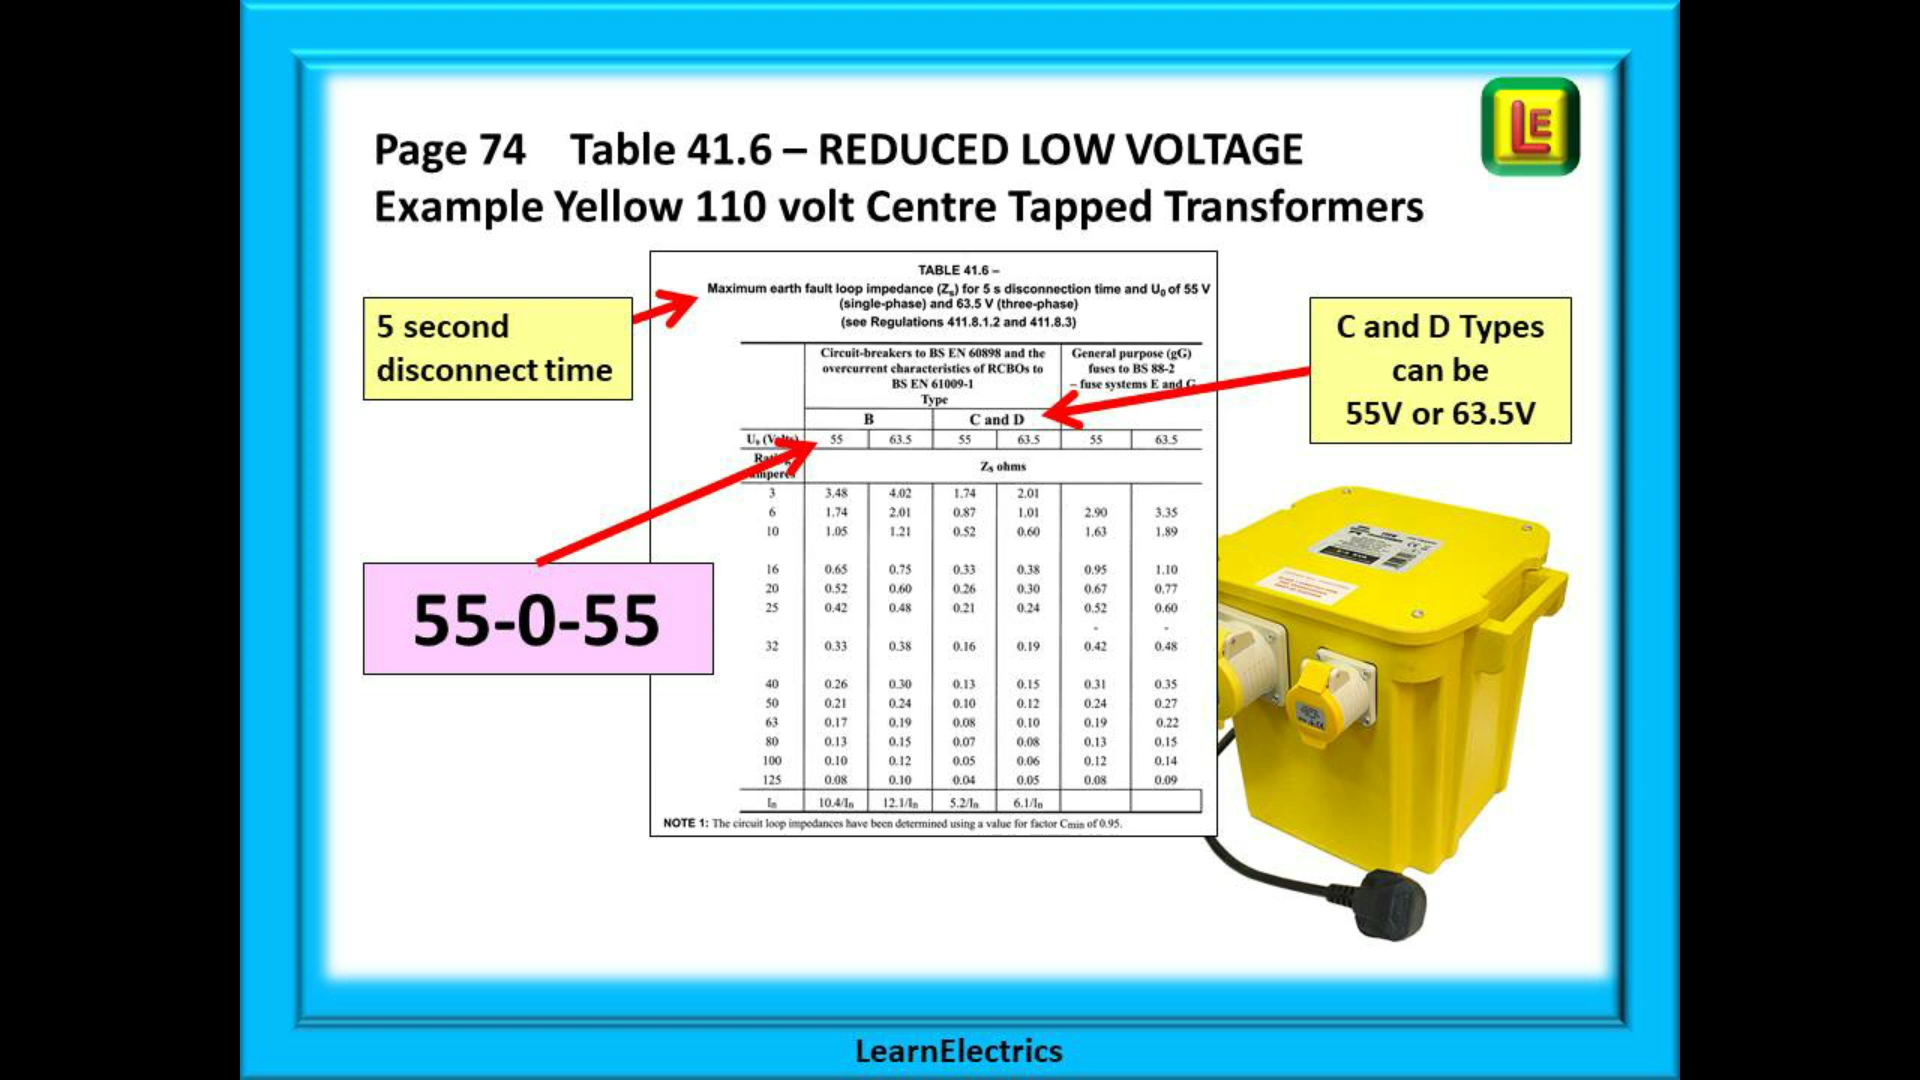 LE
Page 74 Table 41.6 – REDUCED LOW VOLTAGE
Example Yellow 110 volt Centre Tapped Transformers
5 second
disconnect time
C and D Types
can be
55V or 63.5V
55-0-55
TABLE 41.6 –
Maximum earth fault loop impedance (Zs) for 5 s disconnection time and U0 of 55 V
(single-phase) and 63.5 V (three-phase)
(see Regulations 411.8.1.2 and 411.8.3)
Circuit-breakers to BS EN 60898 and the
overcurrent characteristics of RCBOs to
BS EN 61009-1
Type
General purpose (gG)
fuses to BS 88-2
– fuse systems E and G
B C and D
U0 (Volts) 55 63.5 55 63.5 55 63.5
Zs ohms
3 3.48 4.02 1.74 2.01
6 1.74 2.01 0.87 1.01 2.90 3.35
10 1.05 1.21 0.52 0.60 1.63 1.89
16 0.65 0.75 0.33 0.38 0.95 1.10
20 0.52 0.60 0.26 0.30 0.67 0.77
25 0.42 0.48 0.21 0.24 0.52 0.60
- -
32 0.33 0.38 0.16 0.19 0.42 0.48
40 0.26 0.30 0.13 0.15 0.31 0.35
50 0.21 0.24 0.10 0.12 0.24 0.27
63 0.17 0.19 0.08 0.10 0.19 0.22
80 0.13 0.15 0.07 0.08 0.13 0.15
100 0.10 0.12 0.05 0.06 0.12 0.14
125 0.08 0.10 0.04 0.05 0.08 0.09
In 10.4/In 12.1/In 5.2/In 6.1/In
NOTE 1: The circuit loop impedances have been determined using a value for factor Cmin of 0.95.
LearnElectrics